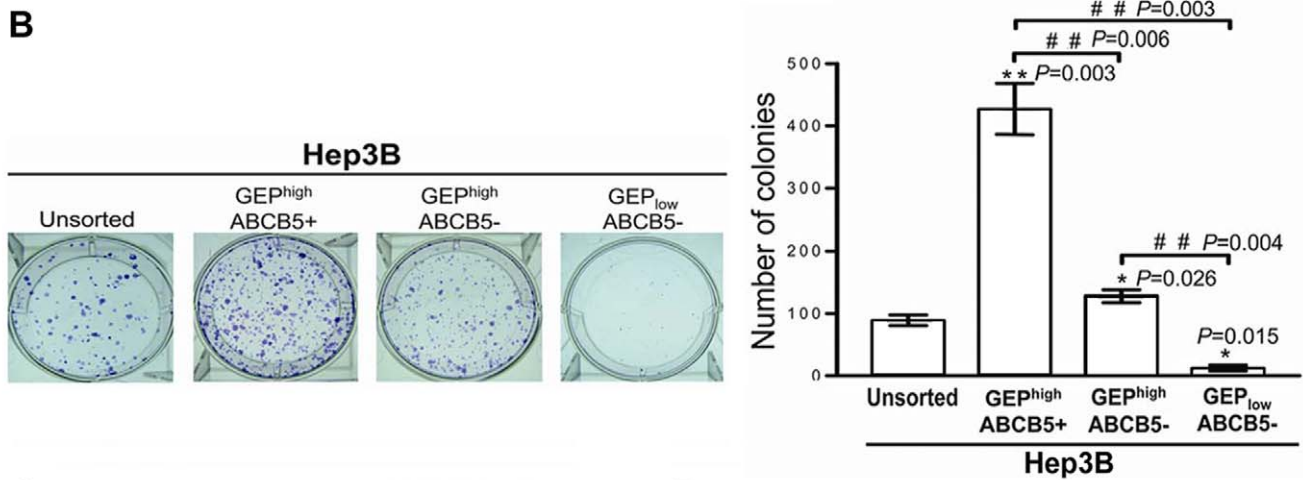 B
Hep3B
Unsorted
GEPhigh
ABCB5+
GEPhigh
ABCB5-
GEPlow
ABCB5-
# # P=0.003
# # P=0.006
** P=0.003
# # P=0.004
* P=0.026
P=0.015
*
Number of colonies
500
400
300
200
100
0
Unsorted
GEPhigh
ABCB5+
GEPhigh
ABCB5-
GEPlow
ABCB5-
Hep3B